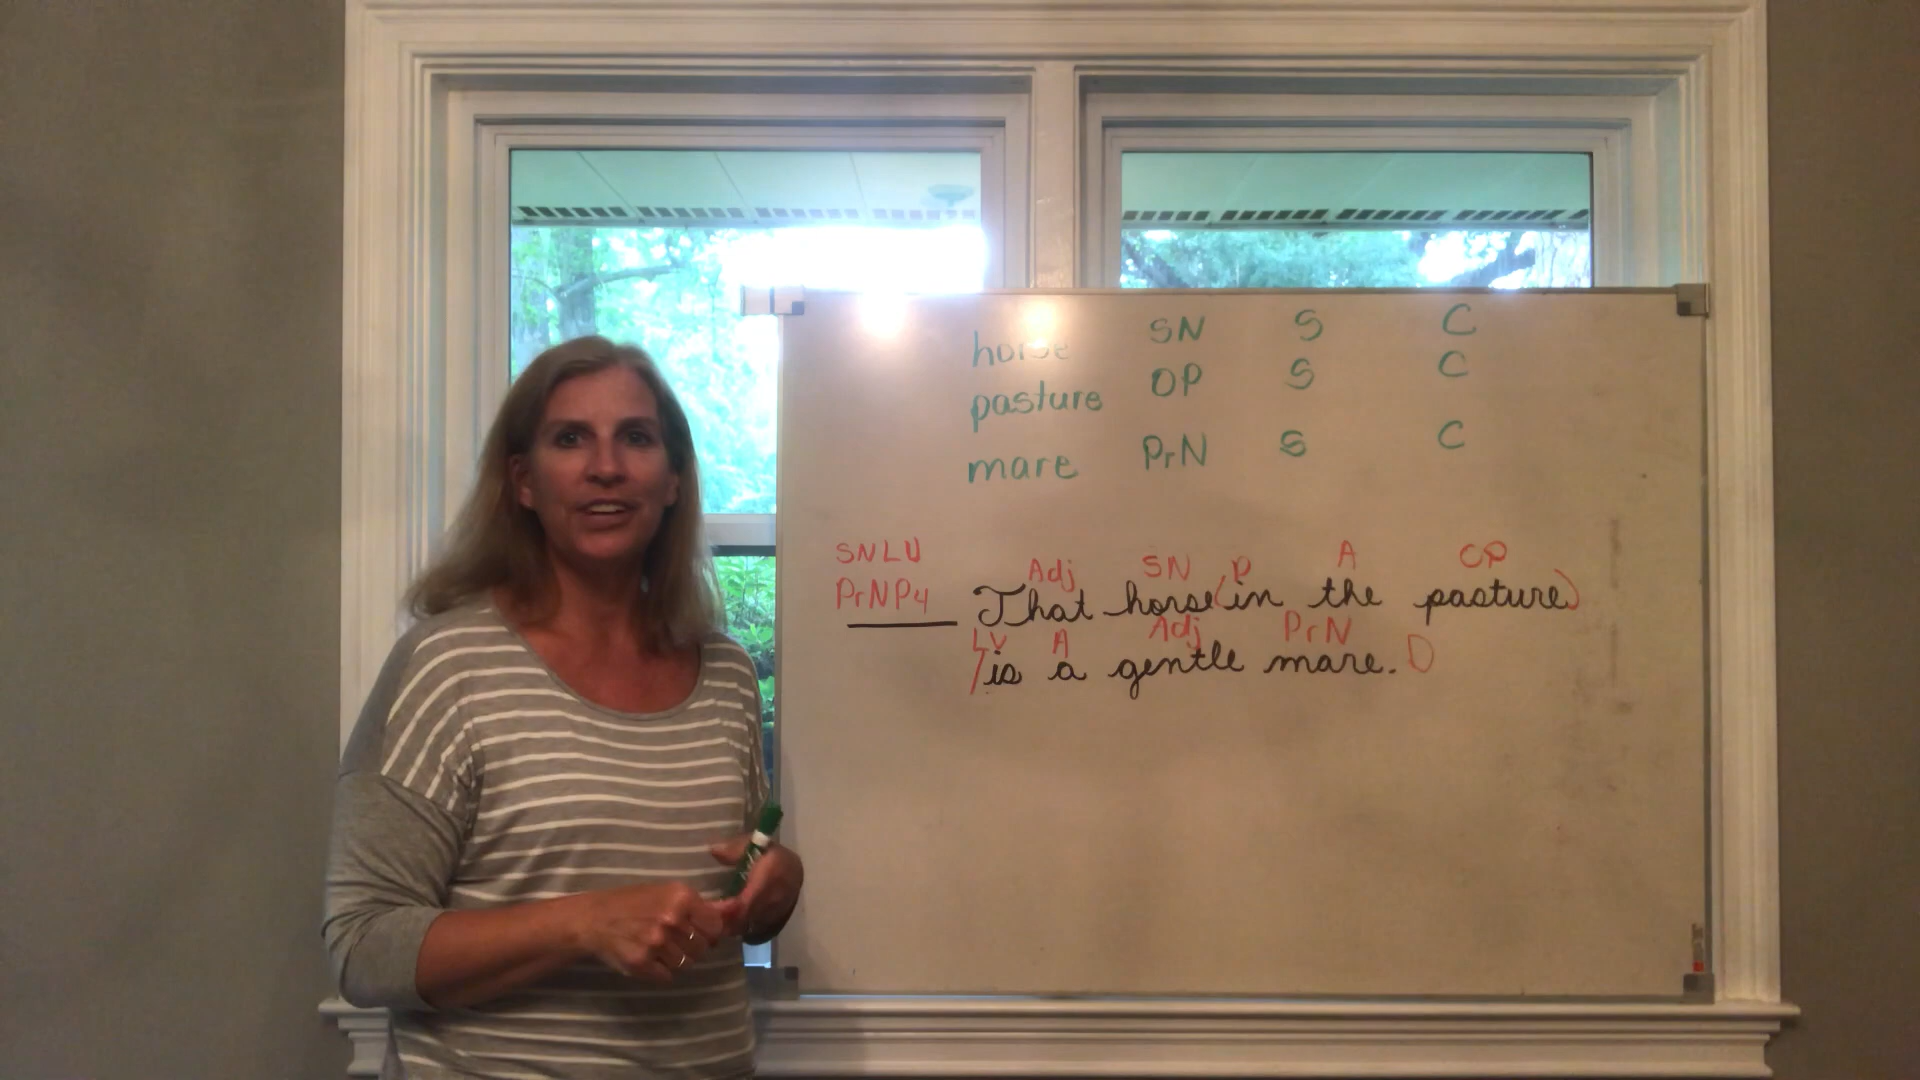 horse SN S C
pasture OP S C
mare PrN S C
SNLV
PrNP4
Adj SN P A OP
That horse (in the pasture)
LV A Adj PrN
/is a gentle mare. D